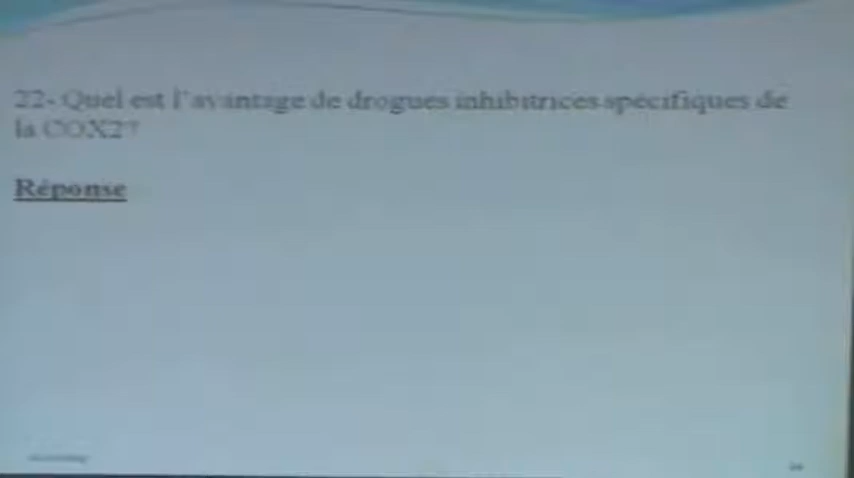 22- Quel est l'avantage de drogues inhibitrices spécifiques de
la COX2?
Réponse